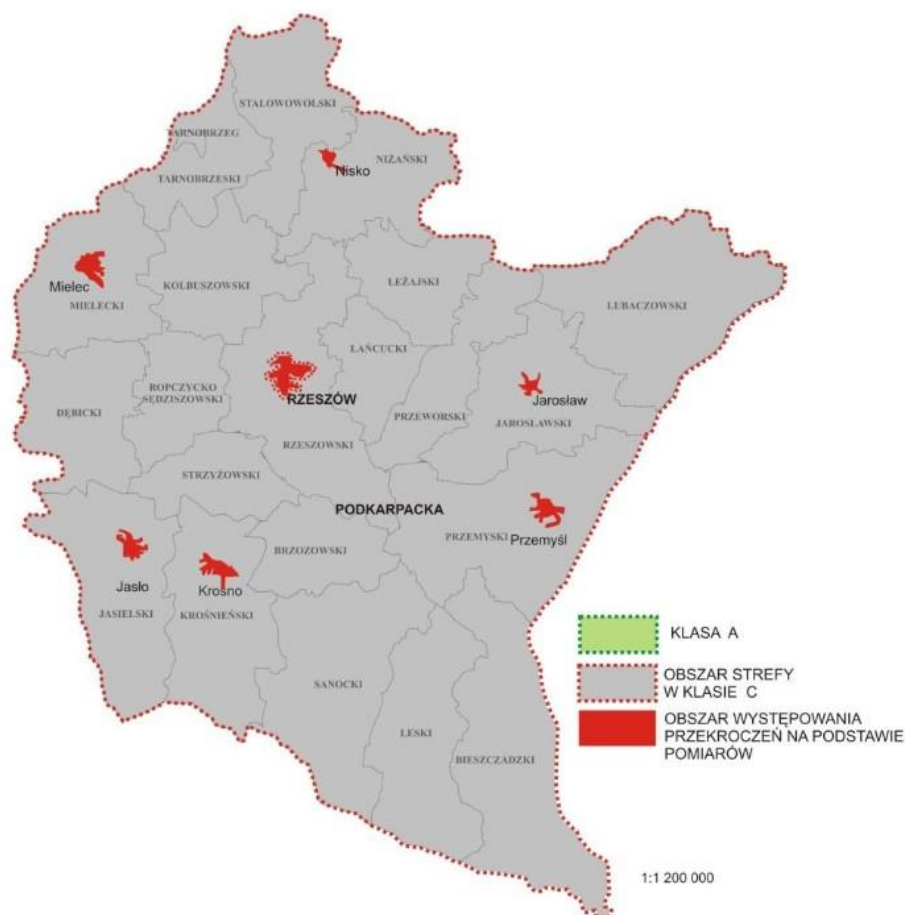 STALOWOWOLSKI
TARNOBRZEG
NIŻAŃSKI
Nisko
TARNOBRZESKI
Mielec
KOLBUSZOWSKI
LEŻAJSKI
MIELECKI
LUBACZOWSKI
ŁAŃCUCKI
ROPCZYCKO
SĘDZISZOWSKI
RZESZÓW
Jarosław
DĘBICKI
PRZEWORSKI
JAROSŁAWSKI
RZESZOWSKI
STRZYŻOWSKI
PODKARPACKA
BRZOZOWSKI
PRZEMYSKI
Przemyśl
Jasło
Krosno
JASIELSKI
KROŚNIEŃSKI
SANOCKI
LESKI
BIESZCZADZKI
KLASA A
OBSZAR STREFY
W KLASIE C
OBSZAR WYSTĘPOWANIA
PRZEKROCZEŃ NA PODSTAWIE
POMIARÓW
1:1 200 000